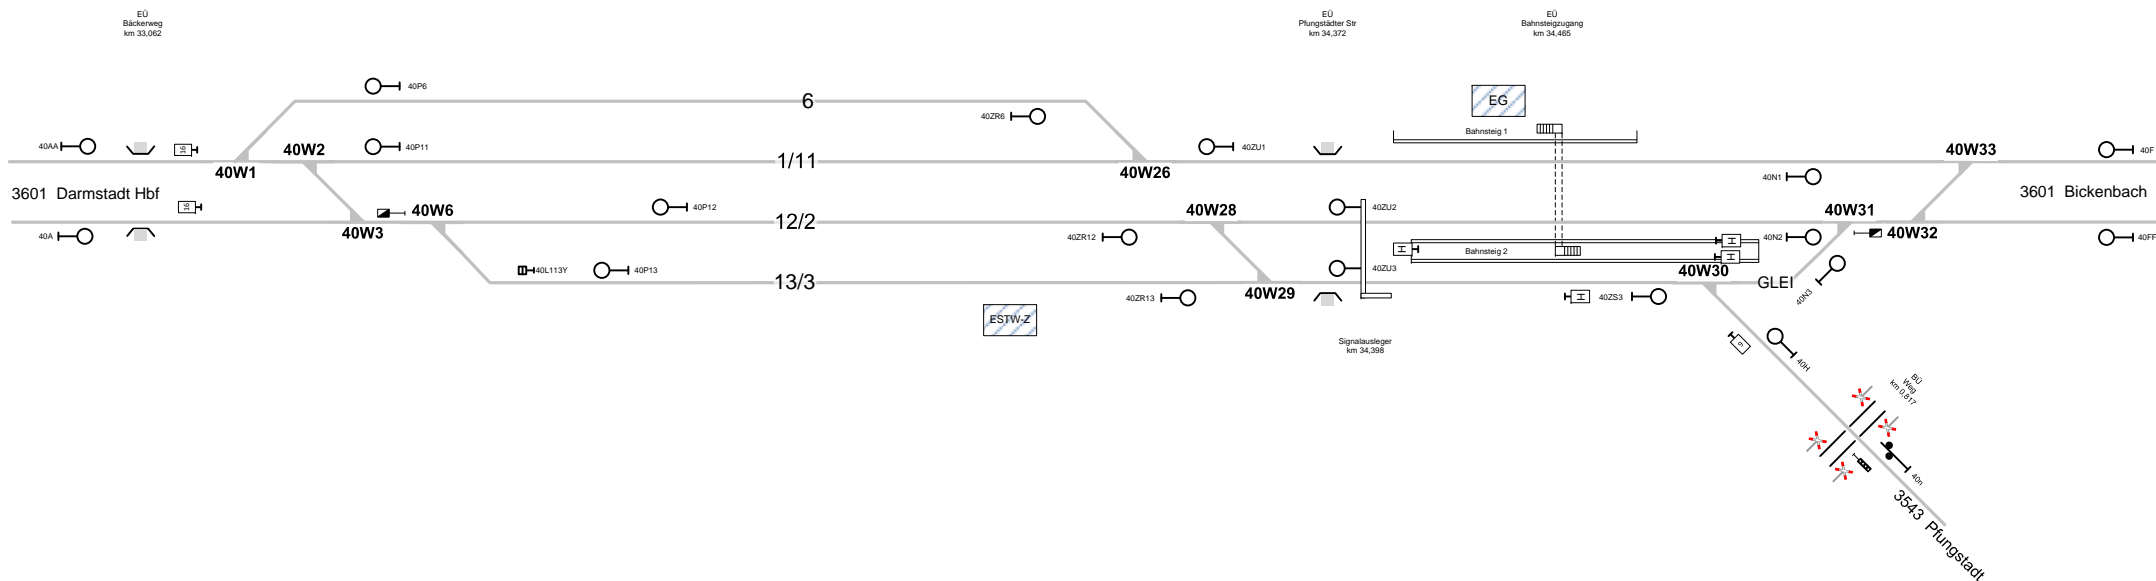 EÜ
Bäckerweg
km 33,062
EÜ
Pfungstädter Str
km 34,372
EÜ
Bahnsteigzugang
km 34,465
40P6
6
40ZR6
EG
Bahnsteig 1
40AA
16
40W2
40P11
1/11
40ZU1
40W33
40F
40W1
40W26
40N1
3601 Darmstadt Hbf
3601 Bickenbach
16
40W6
40P12
40W28
40ZU2
40W31
40A
40W3
12/2
40ZR12
H
H
Bahnsteig 2
H
40N2
40W32
40FF
40L113Y
40P13
40ZU3
40W30
13/3
40W29
GLEI
40ZR13
H
40ZS3
40N3
ESTW-Z
Signalausleger
km 34,398
9
40H
BÜ
Weg
km 0,817
40n
3543 Pfungstadt